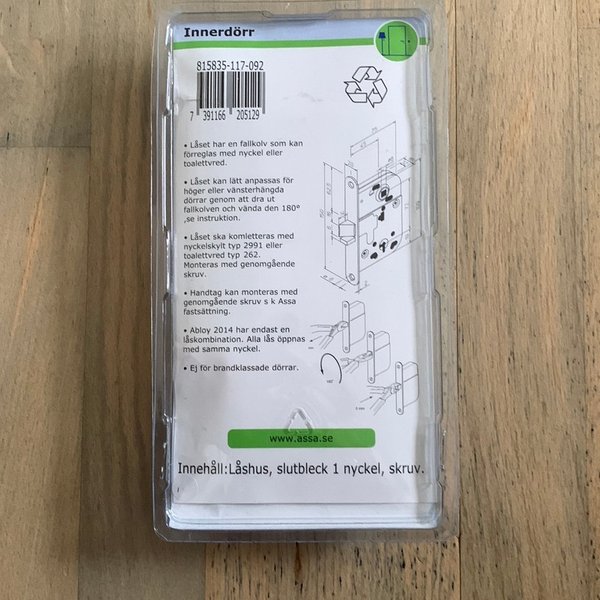 Innerdörr
815835-117-092
7 391166 205129
• Låset har en fallkolv som kan
förreglas med nyckel eller
toalettvred.
• Låset kan lätt anpassas för
höger eller vänsterhängda
dörrar genom att dra ut
fallkolven och vända den 180°
,se instruktion.
• Låset ska kompletteras med
nyckelskylt typ 2991 eller
toalettvred typ 262.
Monteras med genomgående
skruv.
• Handtag kan monteras med
genomgående skruv s k Assa
fastsättning.
• Abloy 2014 har endast en
låskombination. Alla lås öppnas
med samma nyckel.
• Ej för brandklassade dörrar.
180°
www.assa.se
Innehåll:Låshus, slutbleck 1 nyckel, skruv.